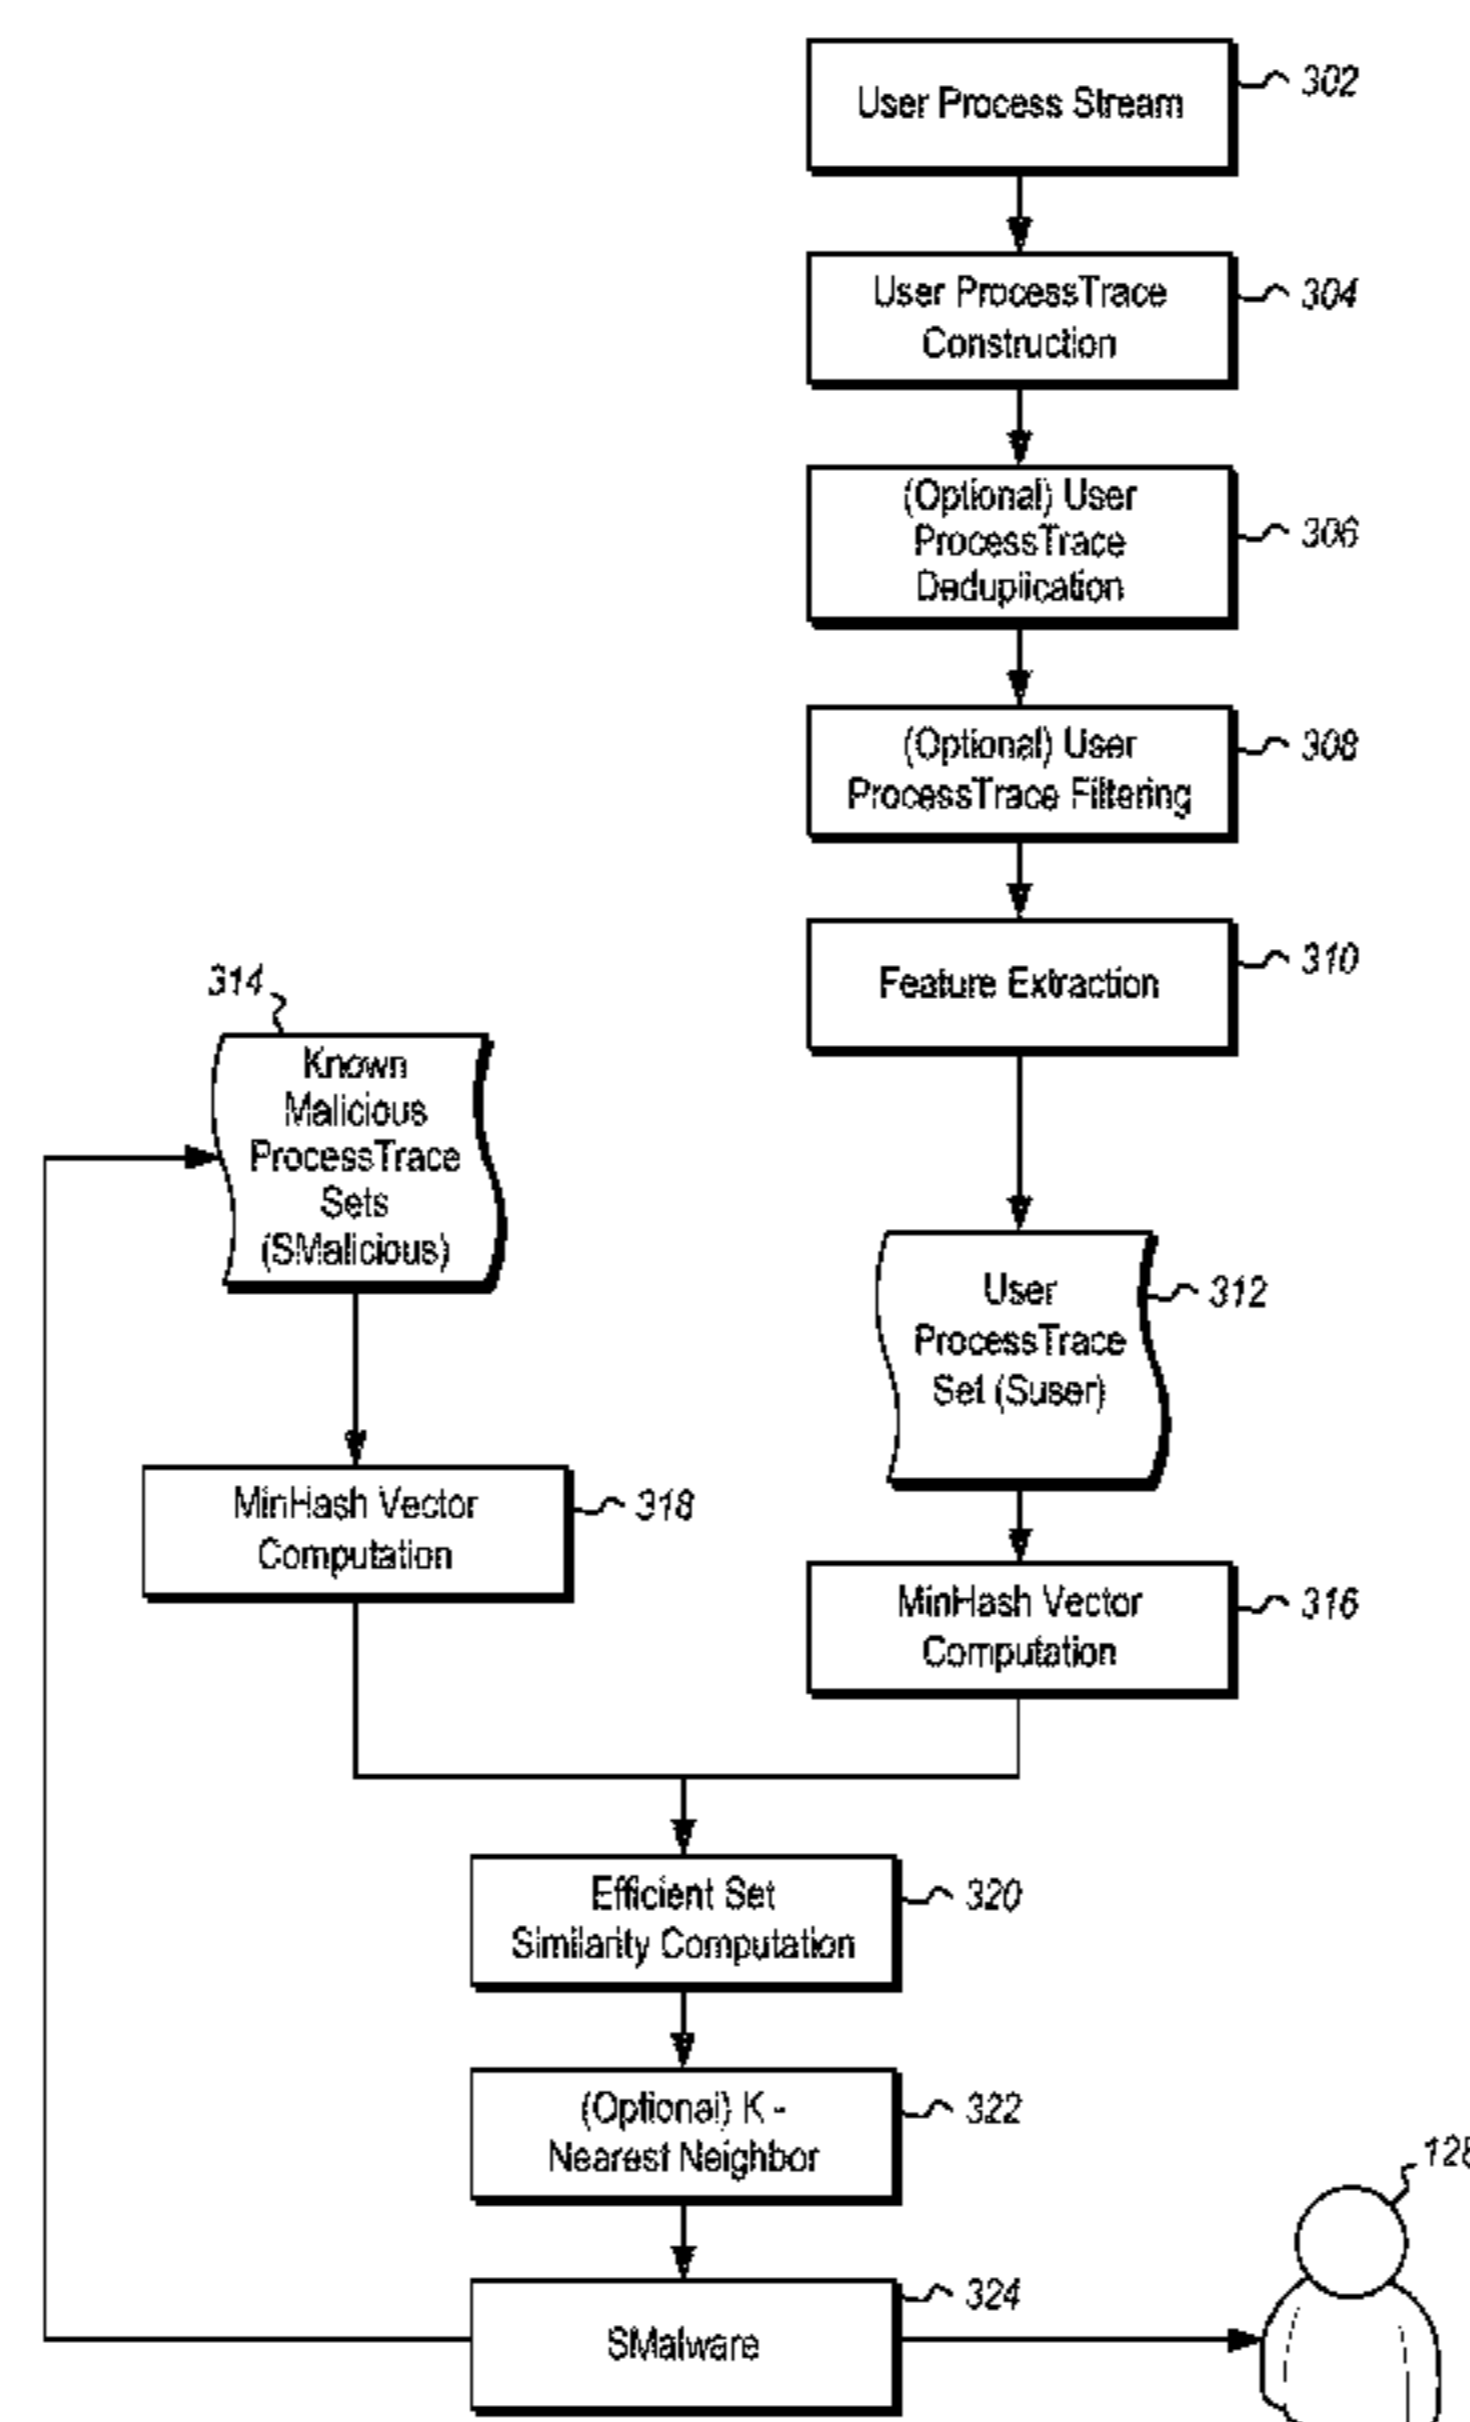 User Process Stream
302
User ProcessTrace
Construction
304
(Optional) User
ProcessTrace
Deduplication
306
(Optional) User
ProcessTrace Filtering
308
Feature Extraction
310
314
Known
Malicious
ProcessTrace
Sets
(SMalicious)
User
ProcessTrace
Set (Suser)
312
MinHash Vector
Computation
318
MinHash Vector
Computation
316
Efficient Set
Similarity Computation
320
(Optional) K -
Nearest Neighbor
322
128
SMalware
324